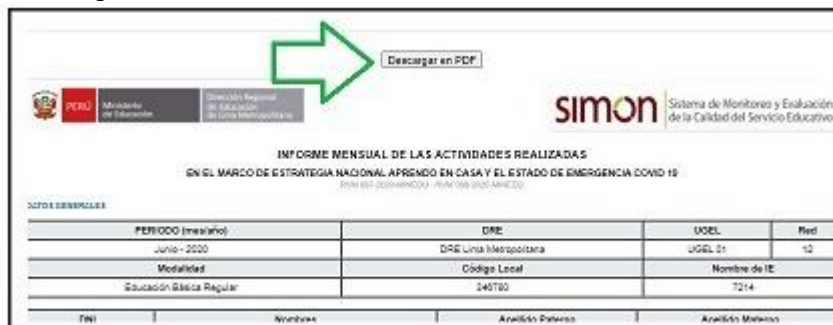 Descargar en PDF
PERÚ
Ministerio
de Educación
Dirección Regional
de Educación
de Lima Metropolitana
simon
Sistema de Monitoreo y Evaluación
de la Calidad del Servicio Educativo
INFORME MENSUAL DE LAS ACTIVIDADES REALIZADAS
EN EL MARCO DE ESTRATEGIA NACIONAL APRENDO EN CASA Y EL ESTADO DE EMERGENCIA COVID 19
DATOS GENERALES
PERIODO (mes/año) DRE UGEL Red
Junio - 2020 DRE Lima Metropolitana UGEL 01 12
Modalidad Código Local Nombre de IE
Educación Básica Regular 7214
DNI Nombres Apellido Paterno Apellido Materno